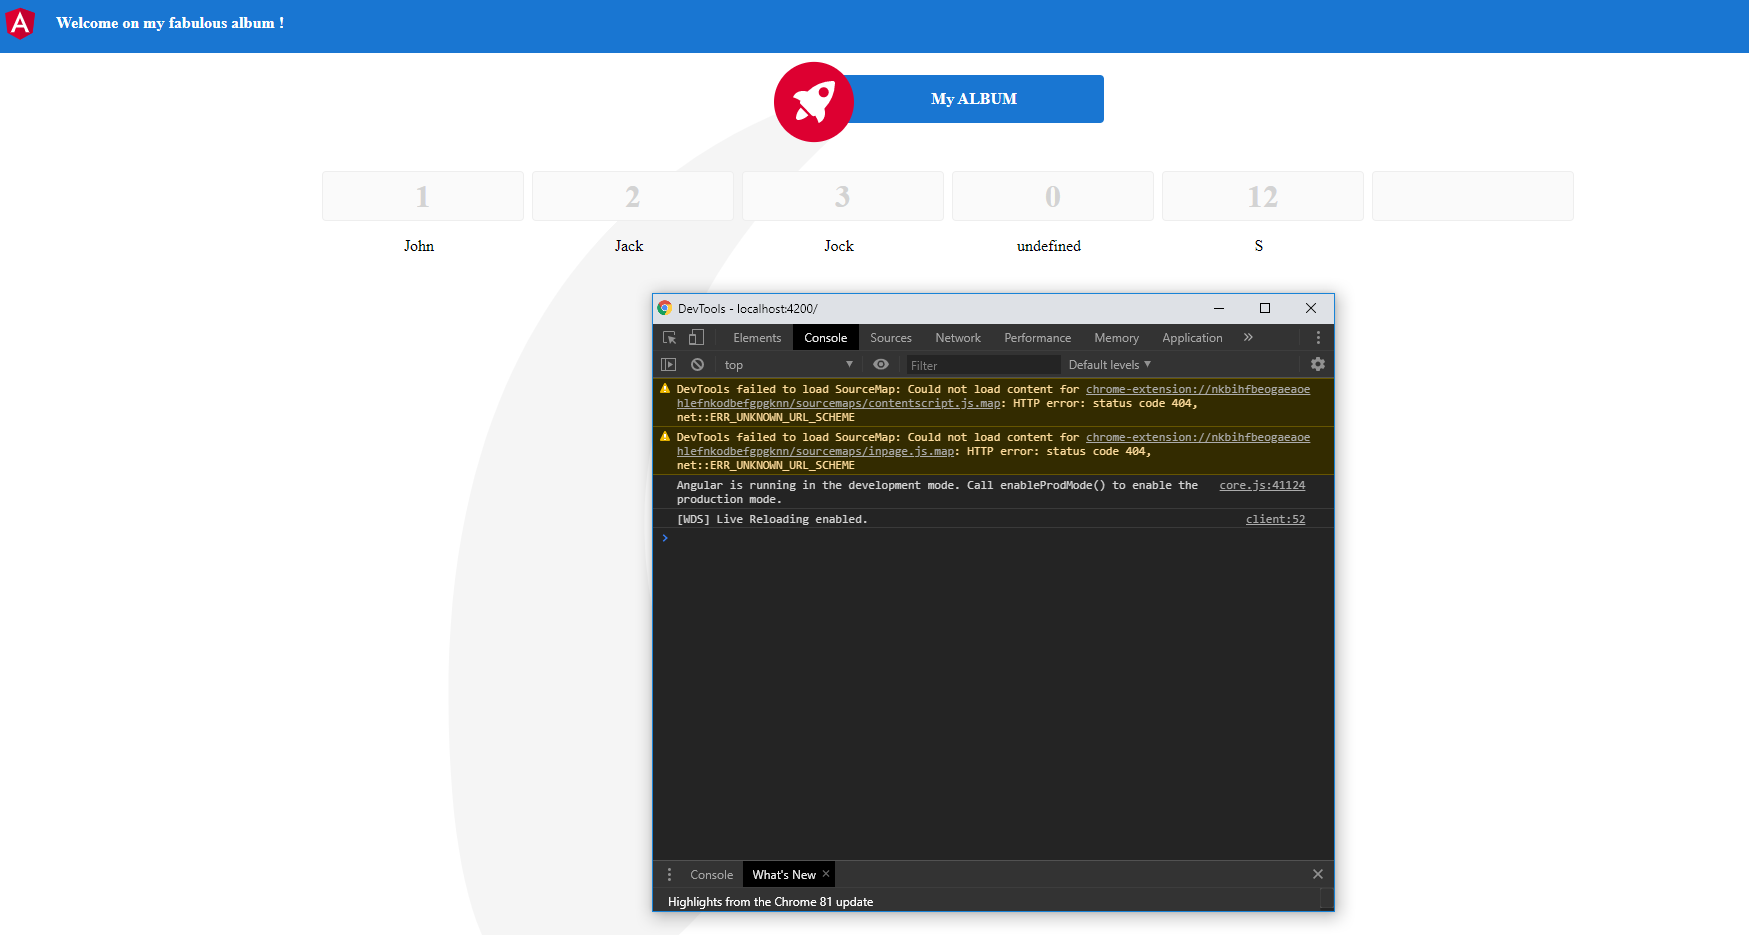 Welcome on my fabulous album !
My ALBUM
1 2 3 0 12
John Jack Jock undefined S
DevTools - localhost:4200/
Elements Console Sources Network Performance Memory Application »
top Filter Default levels
DevTools failed to load SourceMap: Could not load content for chrome-extension://nkbihfbeogaeaoe
hlefnkodbefgpgknn/sourcemaps/contentscript.js.map: HTTP error: status code 404,
net::ERR_UNKNOWN_URL_SCHEME
DevTools failed to load SourceMap: Could not load content for chrome-extension://nkbihfbeogaeaoe
hlefnkodbefgpgknn/sourcemaps/inpage.js.map: HTTP error: status code 404,
net::ERR_UNKNOWN_URL_SCHEME
Angular is running in the development mode. Call enableProdMode() to enable the core.js:41124
production mode.
[WDS] Live Reloading enabled. client:52
Console What's New
Highlights from the Chrome 81 update